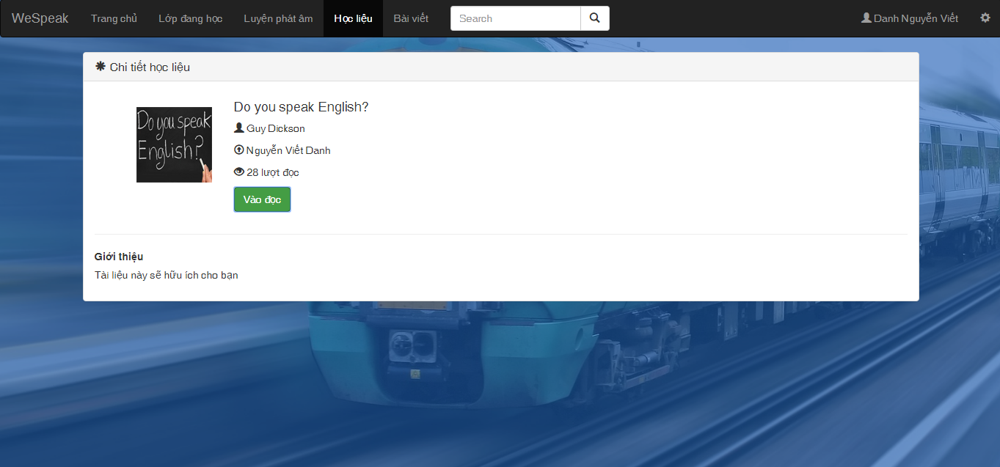 WeSpeak Trang chủ Lớp đang học Luyện phát âm Học liệu Bài viết Search Danh Nguyễn Viết
Chi tiết học liệu
Do you speak
English?
Do you speak English?
Guy Dickson
Nguyễn Viết Danh
28 lượt đọc
Vào đọc
Giới thiệu
Tài liệu này sẽ hữu ích cho bạn